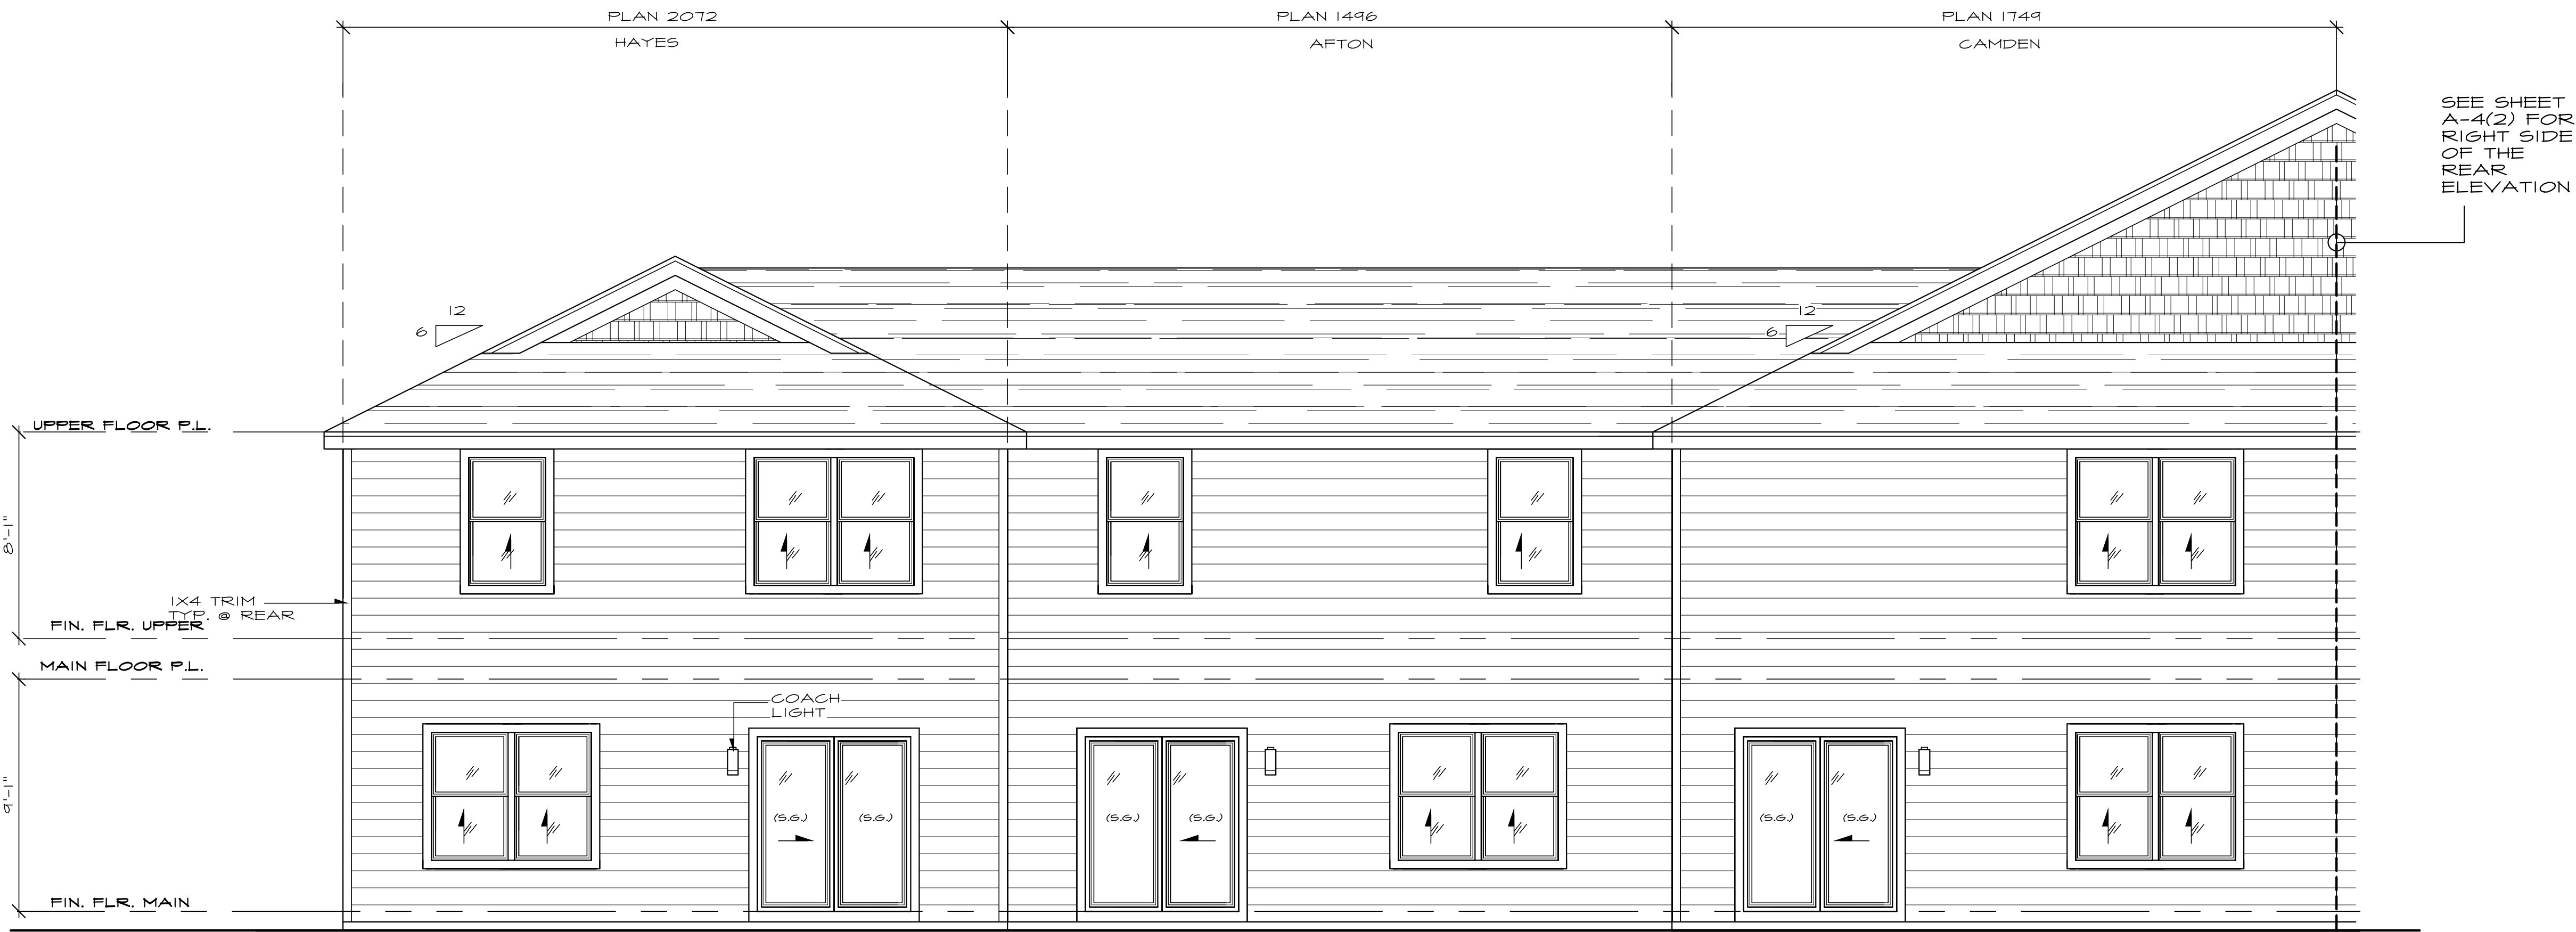 PLAN 2072
PLAN 1496
PLAN 1749
HAYES
AFTON
CAMDEN
SEE SHEET
A-4(2) FOR
RIGHT SIDE
OF THE
REAR
ELEVATION
12
6
12
6
UPPER FLOOR P.L.
8'-1"
1X4 TRIM
TYP. @ REAR
FIN. FLR. UPPER
MAIN FLOOR P.L.
COACH
LIGHT
9'-1"
(S.G.)
(S.G.)
(S.G.)
(S.G.)
(S.G.)
(S.G.)
FIN. FLR. MAIN